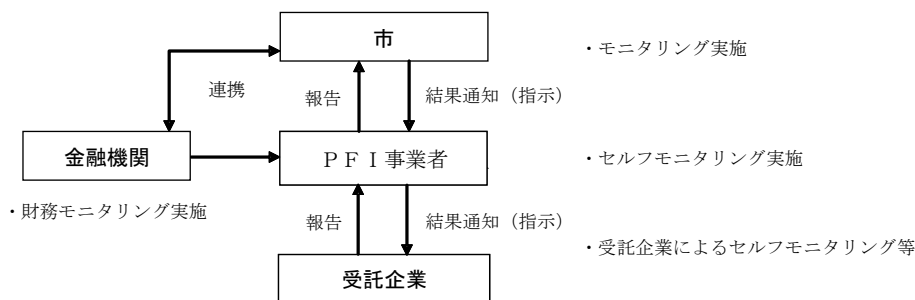 市
・モニタリング実施
連携
報告
結果通知（指示）
金融機関
ＰＦＩ事業者
・セルフモニタリング実施
・財務モニタリング実施
報告
結果通知（指示）
・受託企業によるセルフモニタリング等
受託企業